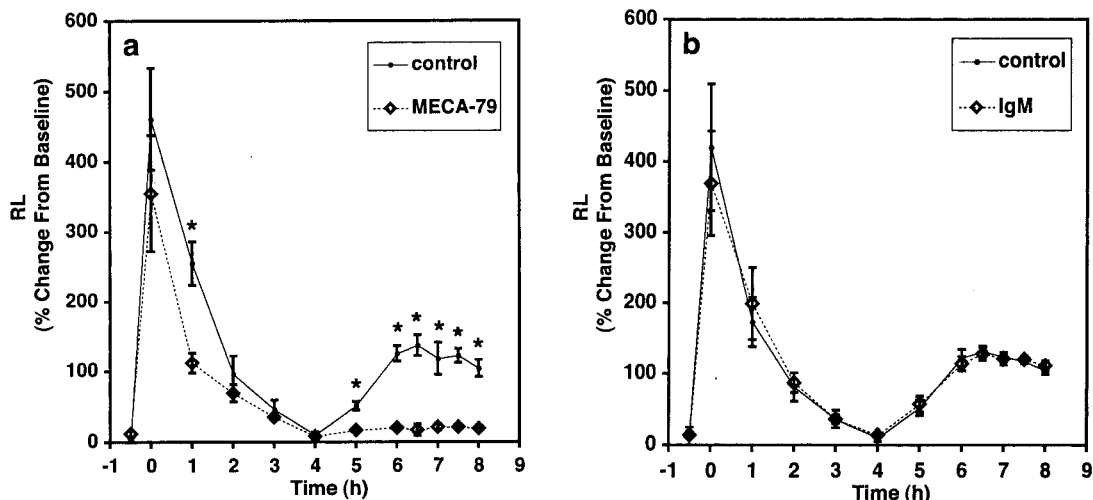 a
control
MECA-79
600
500
400
300
200
100
0
RL
(% Change From Baseline)
*
*
*
*
*
*
*
-1 0 1 2 3 4 5 6 7 8 9
Time (h)
b
control
IgM
600
500
400
300
200
100
0
RL
(% Change From Baseline)
-1 0 1 2 3 4 5 6 7 8 9
Time (h)